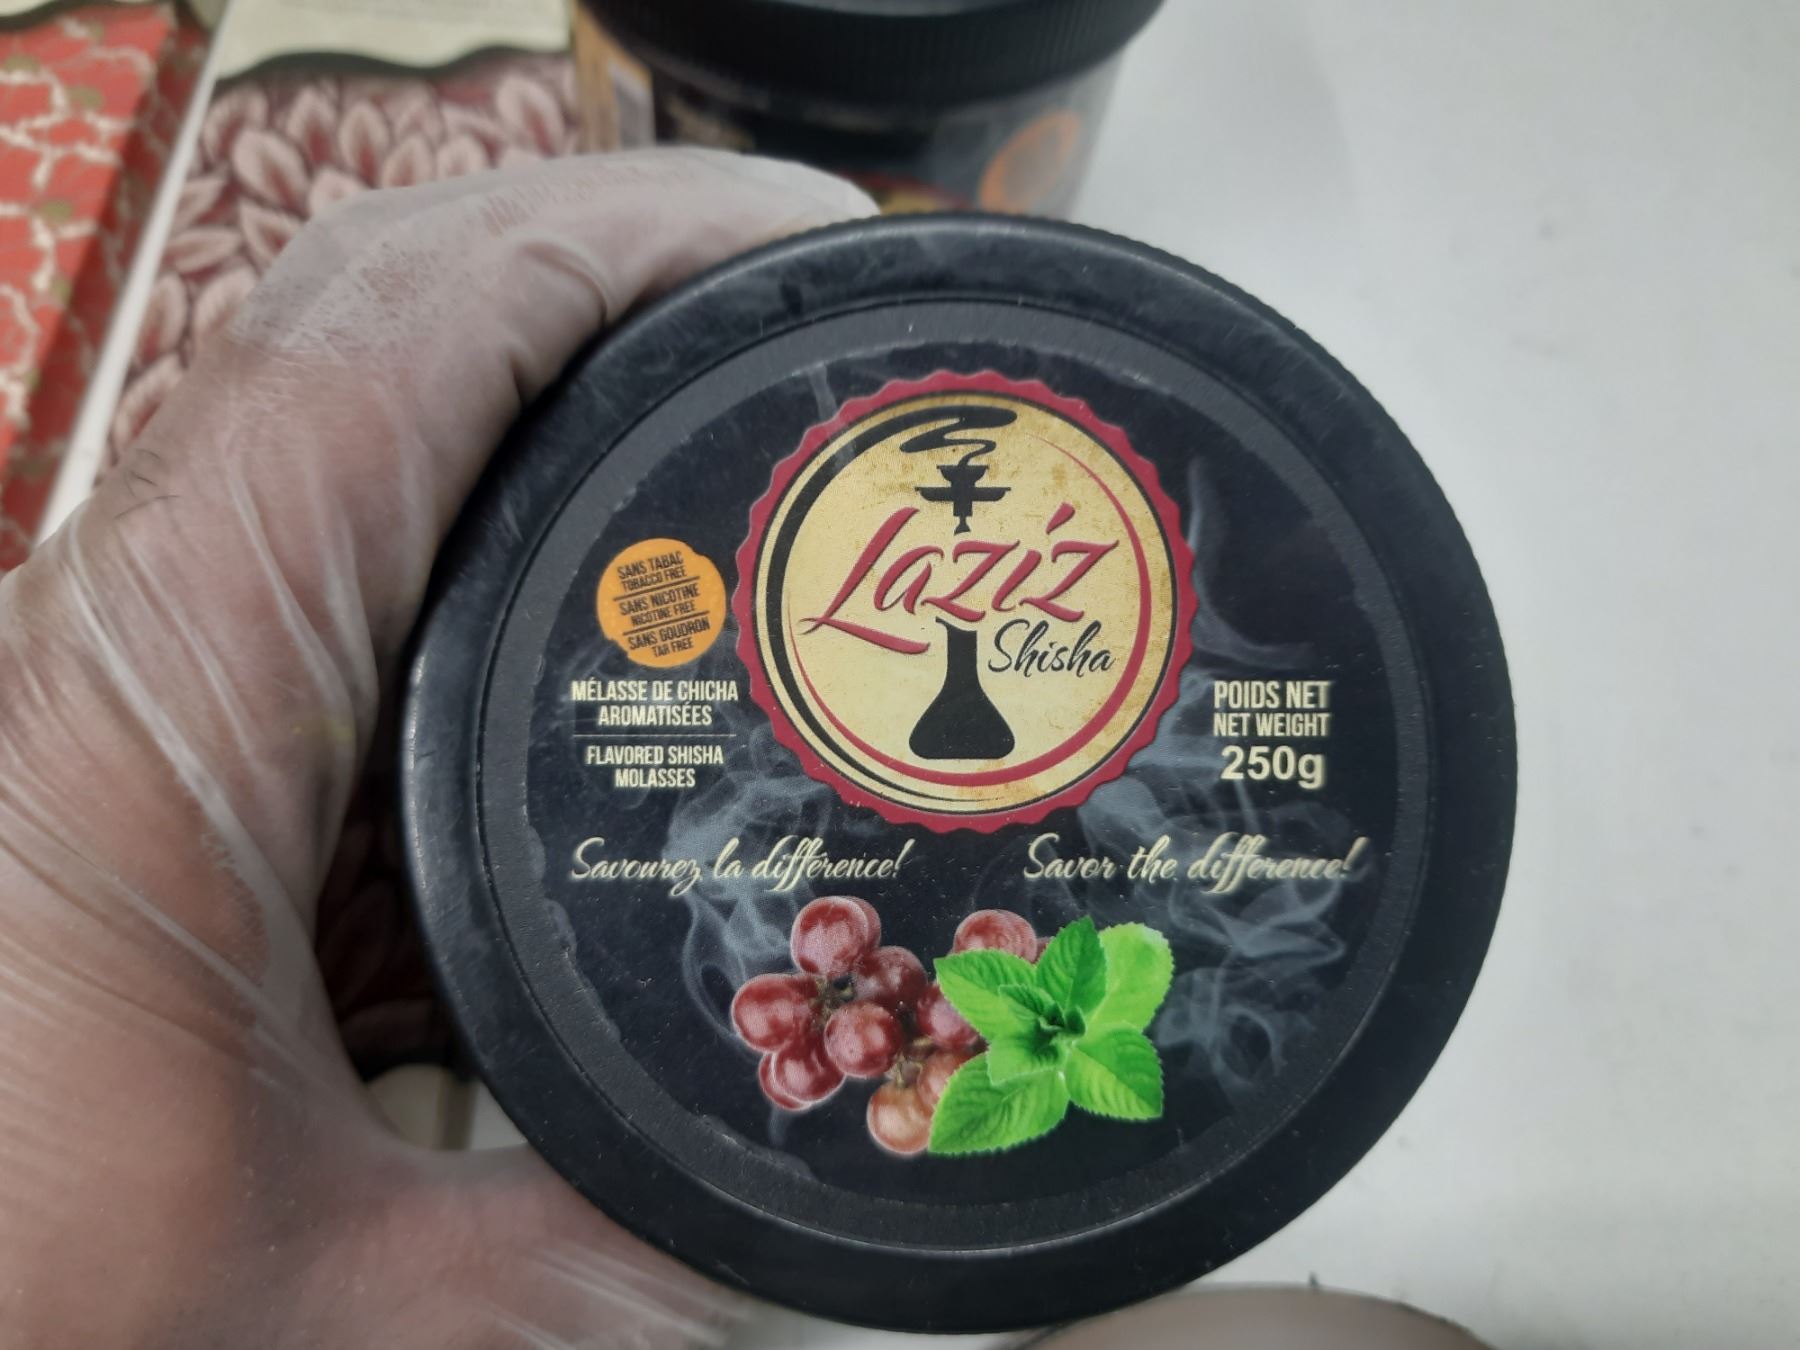 Laziz
Shisha
SANS TABAC
TOBACCO FREE
SANS NICOTINE
NICOTINE FREE
SANS GOUDRON
TAR FREE
MÉLASSE DE CHICHA
AROMATISÉES
FLAVORED SHISHA
MOLASSES
POIDS NET
NET WEIGHT
250g
Savourez la différence!
Savor the difference!